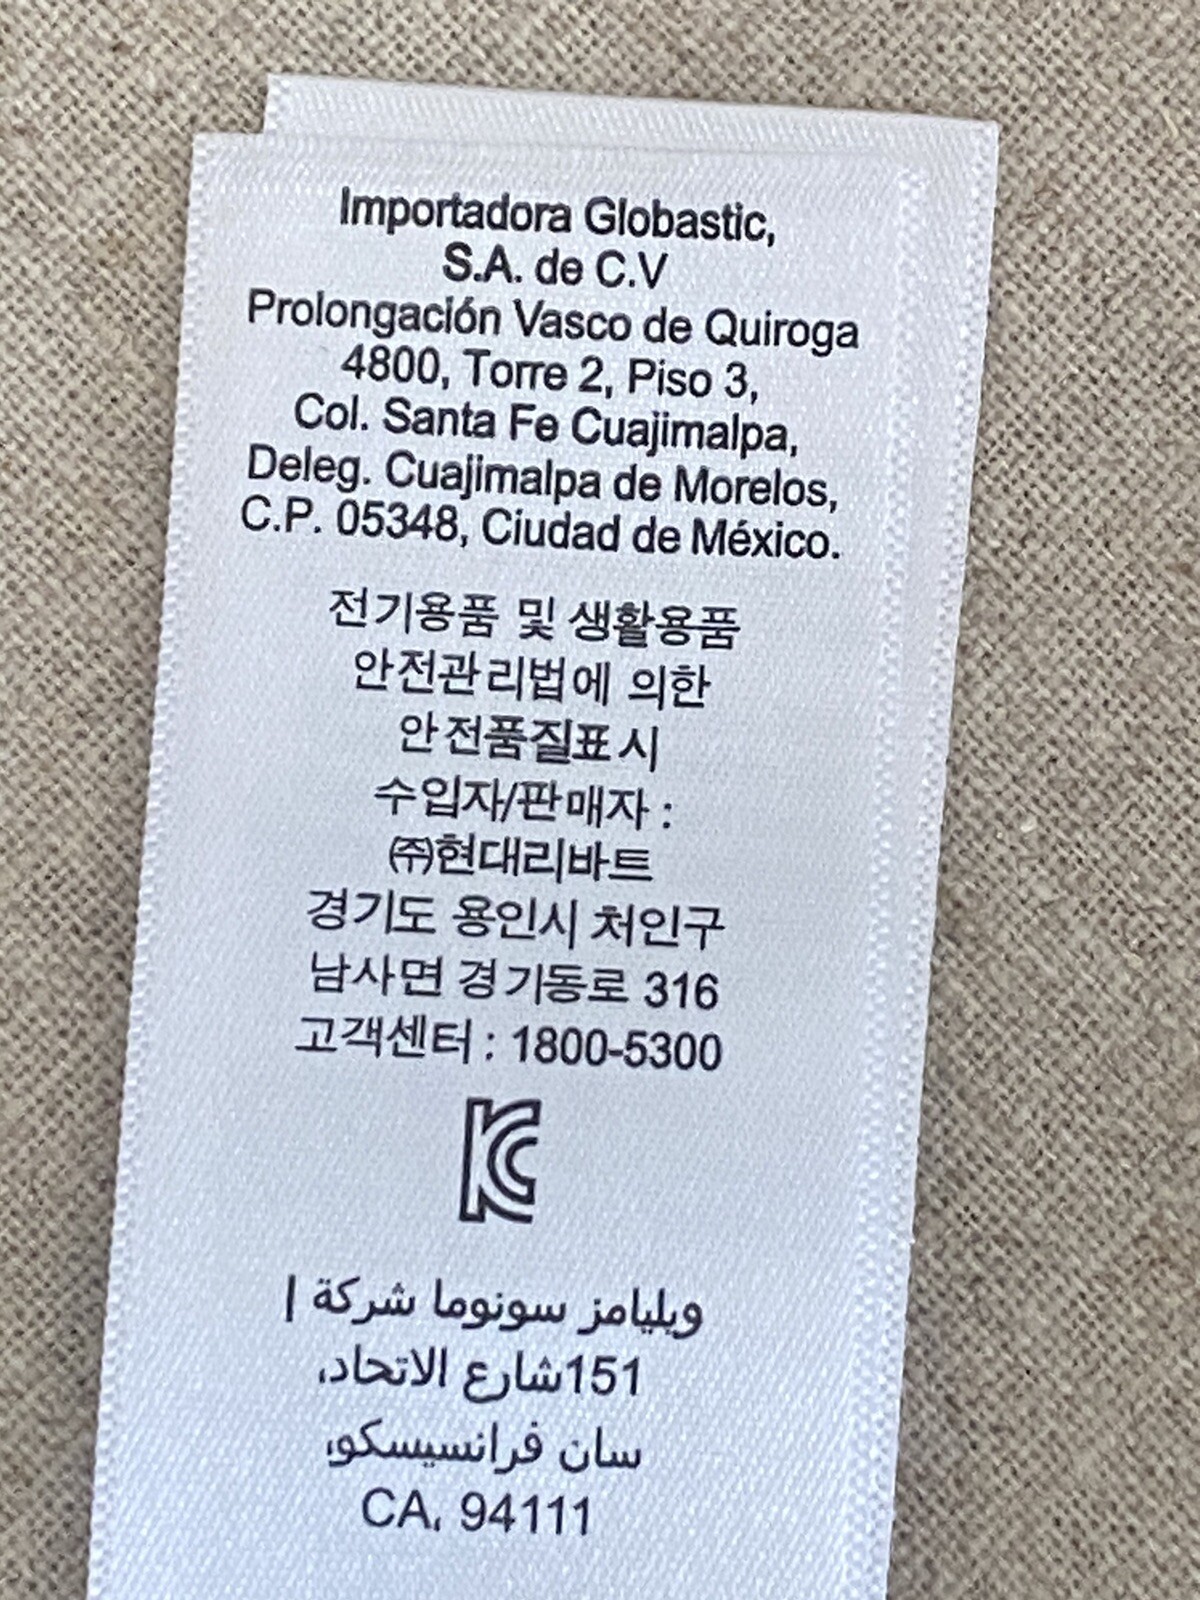 Importadora Globastic,
S.A. de C.V
Prolongación Vasco de Quiroga
4800, Torre 2, Piso 3,
Col. Santa Fe Cuajimalpa,
Deleg. Cuajimalpa de Morelos,
C.P. 05348, Ciudad de México.
전기용품 및 생활용품
안전관리법에 의한
안전품질표시
수입자/판매자 :
㈜현대리바트
경기도 용인시 처인구
남사면 경기동로 316
고객센터 : 1800-5300
KC
ويليامز سونوما شركة |
151شارع الاتحاد،
سان فرانسيسكو،
CA، 94111